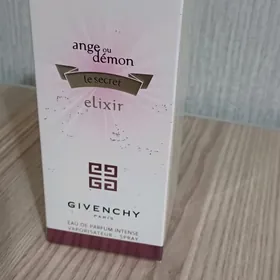 ange ou
démon
le secret
elixir
GIVENCHY
PARIS
EAU DE PARFUM INTENSE
VAPORISATEUR - SPRAY